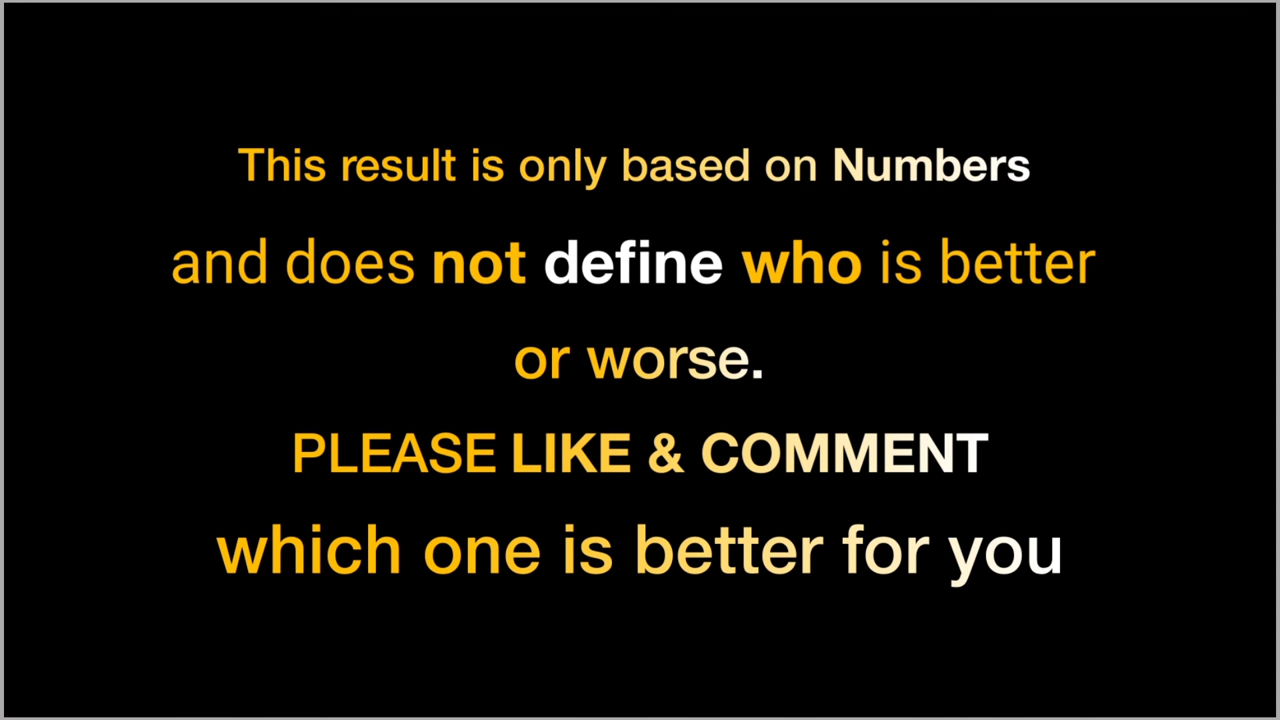 This result is only based on Numbers
and does not define who is better
or worse.
PLEASE LIKE & COMMENT
which one is better for you